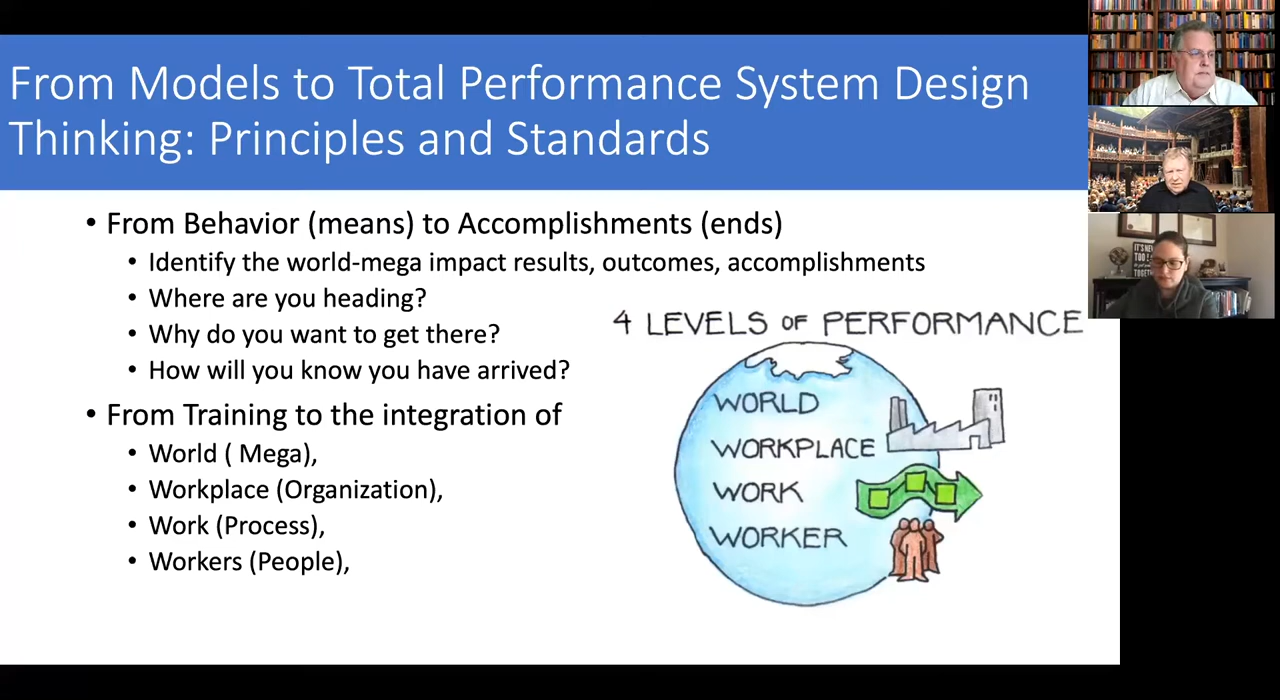 From Models to Total Performance System Design
Thinking: Principles and Standards
• From Behavior (means) to Accomplishments (ends)
• Identify the world-mega impact results, outcomes, accomplishments
• Where are you heading?
• Why do you want to get there?
• How will you know you have arrived?
• From Training to the integration of
• World ( Mega),
• Workplace (Organization),
• Work (Process),
• Workers (People),
4 LEVELS OF PERFORMANCE
WORLD
WORKPLACE
WORK
WORKER
IT'S NEVER
TOO